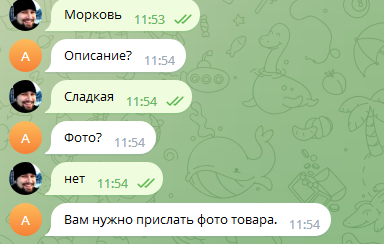 Морковь 11:53
А Описание? 11:54
Сладкая 11:54
А Фото? 11:54
нет 11:54
А Вам нужно прислать фото товара. 11:54